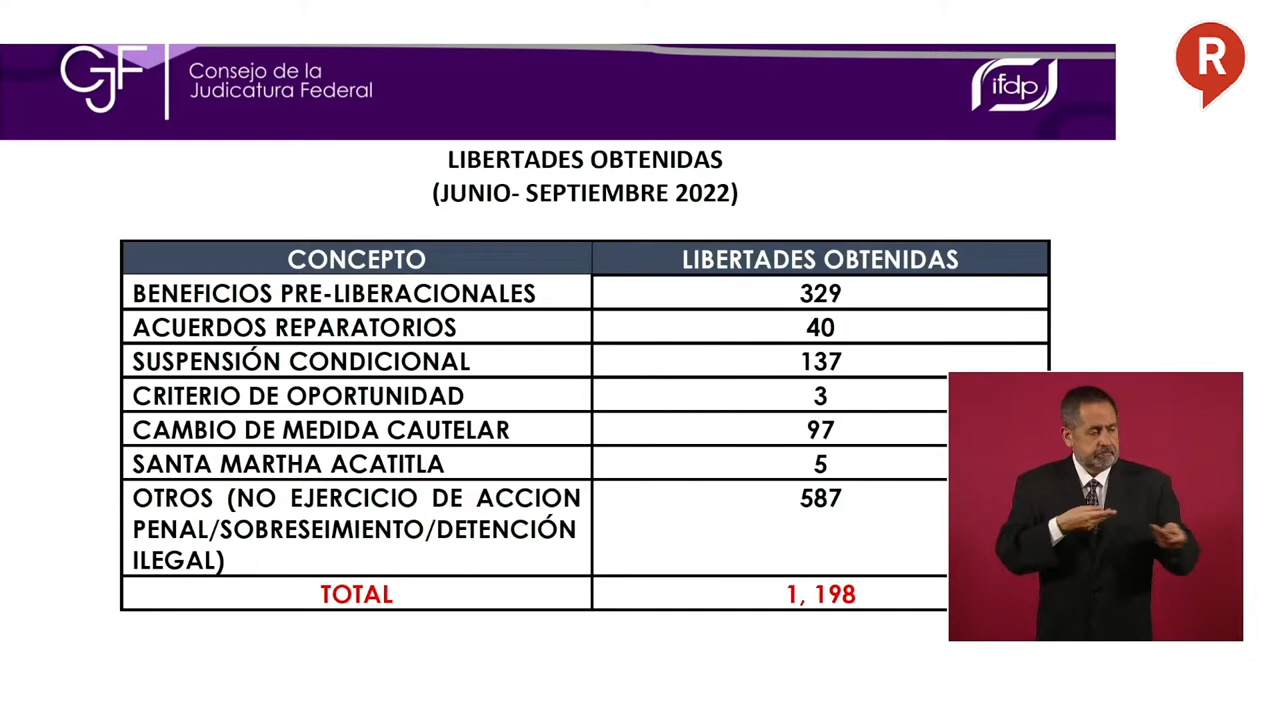 CJF
Consejo de la
Judicatura Federal
ifdp
R
LIBERTADES OBTENIDAS
(JUNIO- SEPTIEMBRE 2022)
CONCEPTO LIBERTADES OBTENIDAS
BENEFICIOS PRE-LIBERACIONALES 329
ACUERDOS REPARATORIOS 40
SUSPENSIÓN CONDICIONAL 137
CRITERIO DE OPORTUNIDAD 3
CAMBIO DE MEDIDA CAUTELAR 97
SANTA MARTHA ACATITLA 5
OTROS (NO EJERCICIO DE ACCION 587
PENAL/SOBRESEIMIENTO/DETENCIÓN
ILEGAL)
TOTAL 1, 198